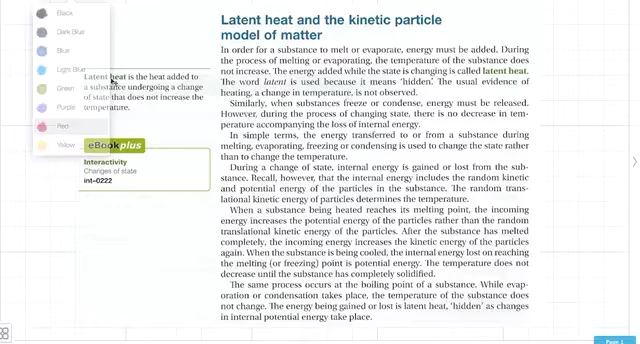 Black
Dark Blue
Blue
Light Blue
Green
Purple
Red
Yellow
Latent heat is the heat added to
a substance undergoing a change
of state that does not increase the
temperature.
eBookplus
Interactivity
Changes of state
int-0222
Latent heat and the kinetic particle
model of matter
In order for a substance to melt or evaporate, energy must be added. During
the process of melting or evaporating, the temperature of the substance does
not increase. The energy added while the state is changing is called latent heat.
The word latent is used because it means ‘hidden’. The usual evidence of
heating, a change in temperature, is not observed.
Similarly, when substances freeze or condense, energy must be released.
However, during the process of changing state, there is no decrease in tem-
perature accompanying the loss of internal energy.
In simple terms, the energy transferred to or from a substance during
melting, evaporating, freezing or condensing is used to change the state rather
than to change the temperature.
During a change of state, internal energy is gained or lost from the sub-
stance. Recall, however, that the internal energy includes the random kinetic
and potential energy of the particles in the substance. The random trans-
lational kinetic energy of particles determines the temperature.
When a substance being heated reaches its melting point, the incoming
energy increases the potential energy of the particles rather than the random
translational kinetic energy of the particles. After the substance has melted
completely, the incoming energy increases the kinetic energy of the particles
again. When the substance is being cooled, the internal energy lost on reaching
the melting (or freezing) point is potential energy. The temperature does not
decrease until the substance has completely solidified.
The same process occurs at the boiling point of a substance. While evap-
oration or condensation takes place, the temperature of the substance does
not change. The energy being gained or lost is latent heat, ‘hidden’ as changes
in internal potential energy take place.
Page 1